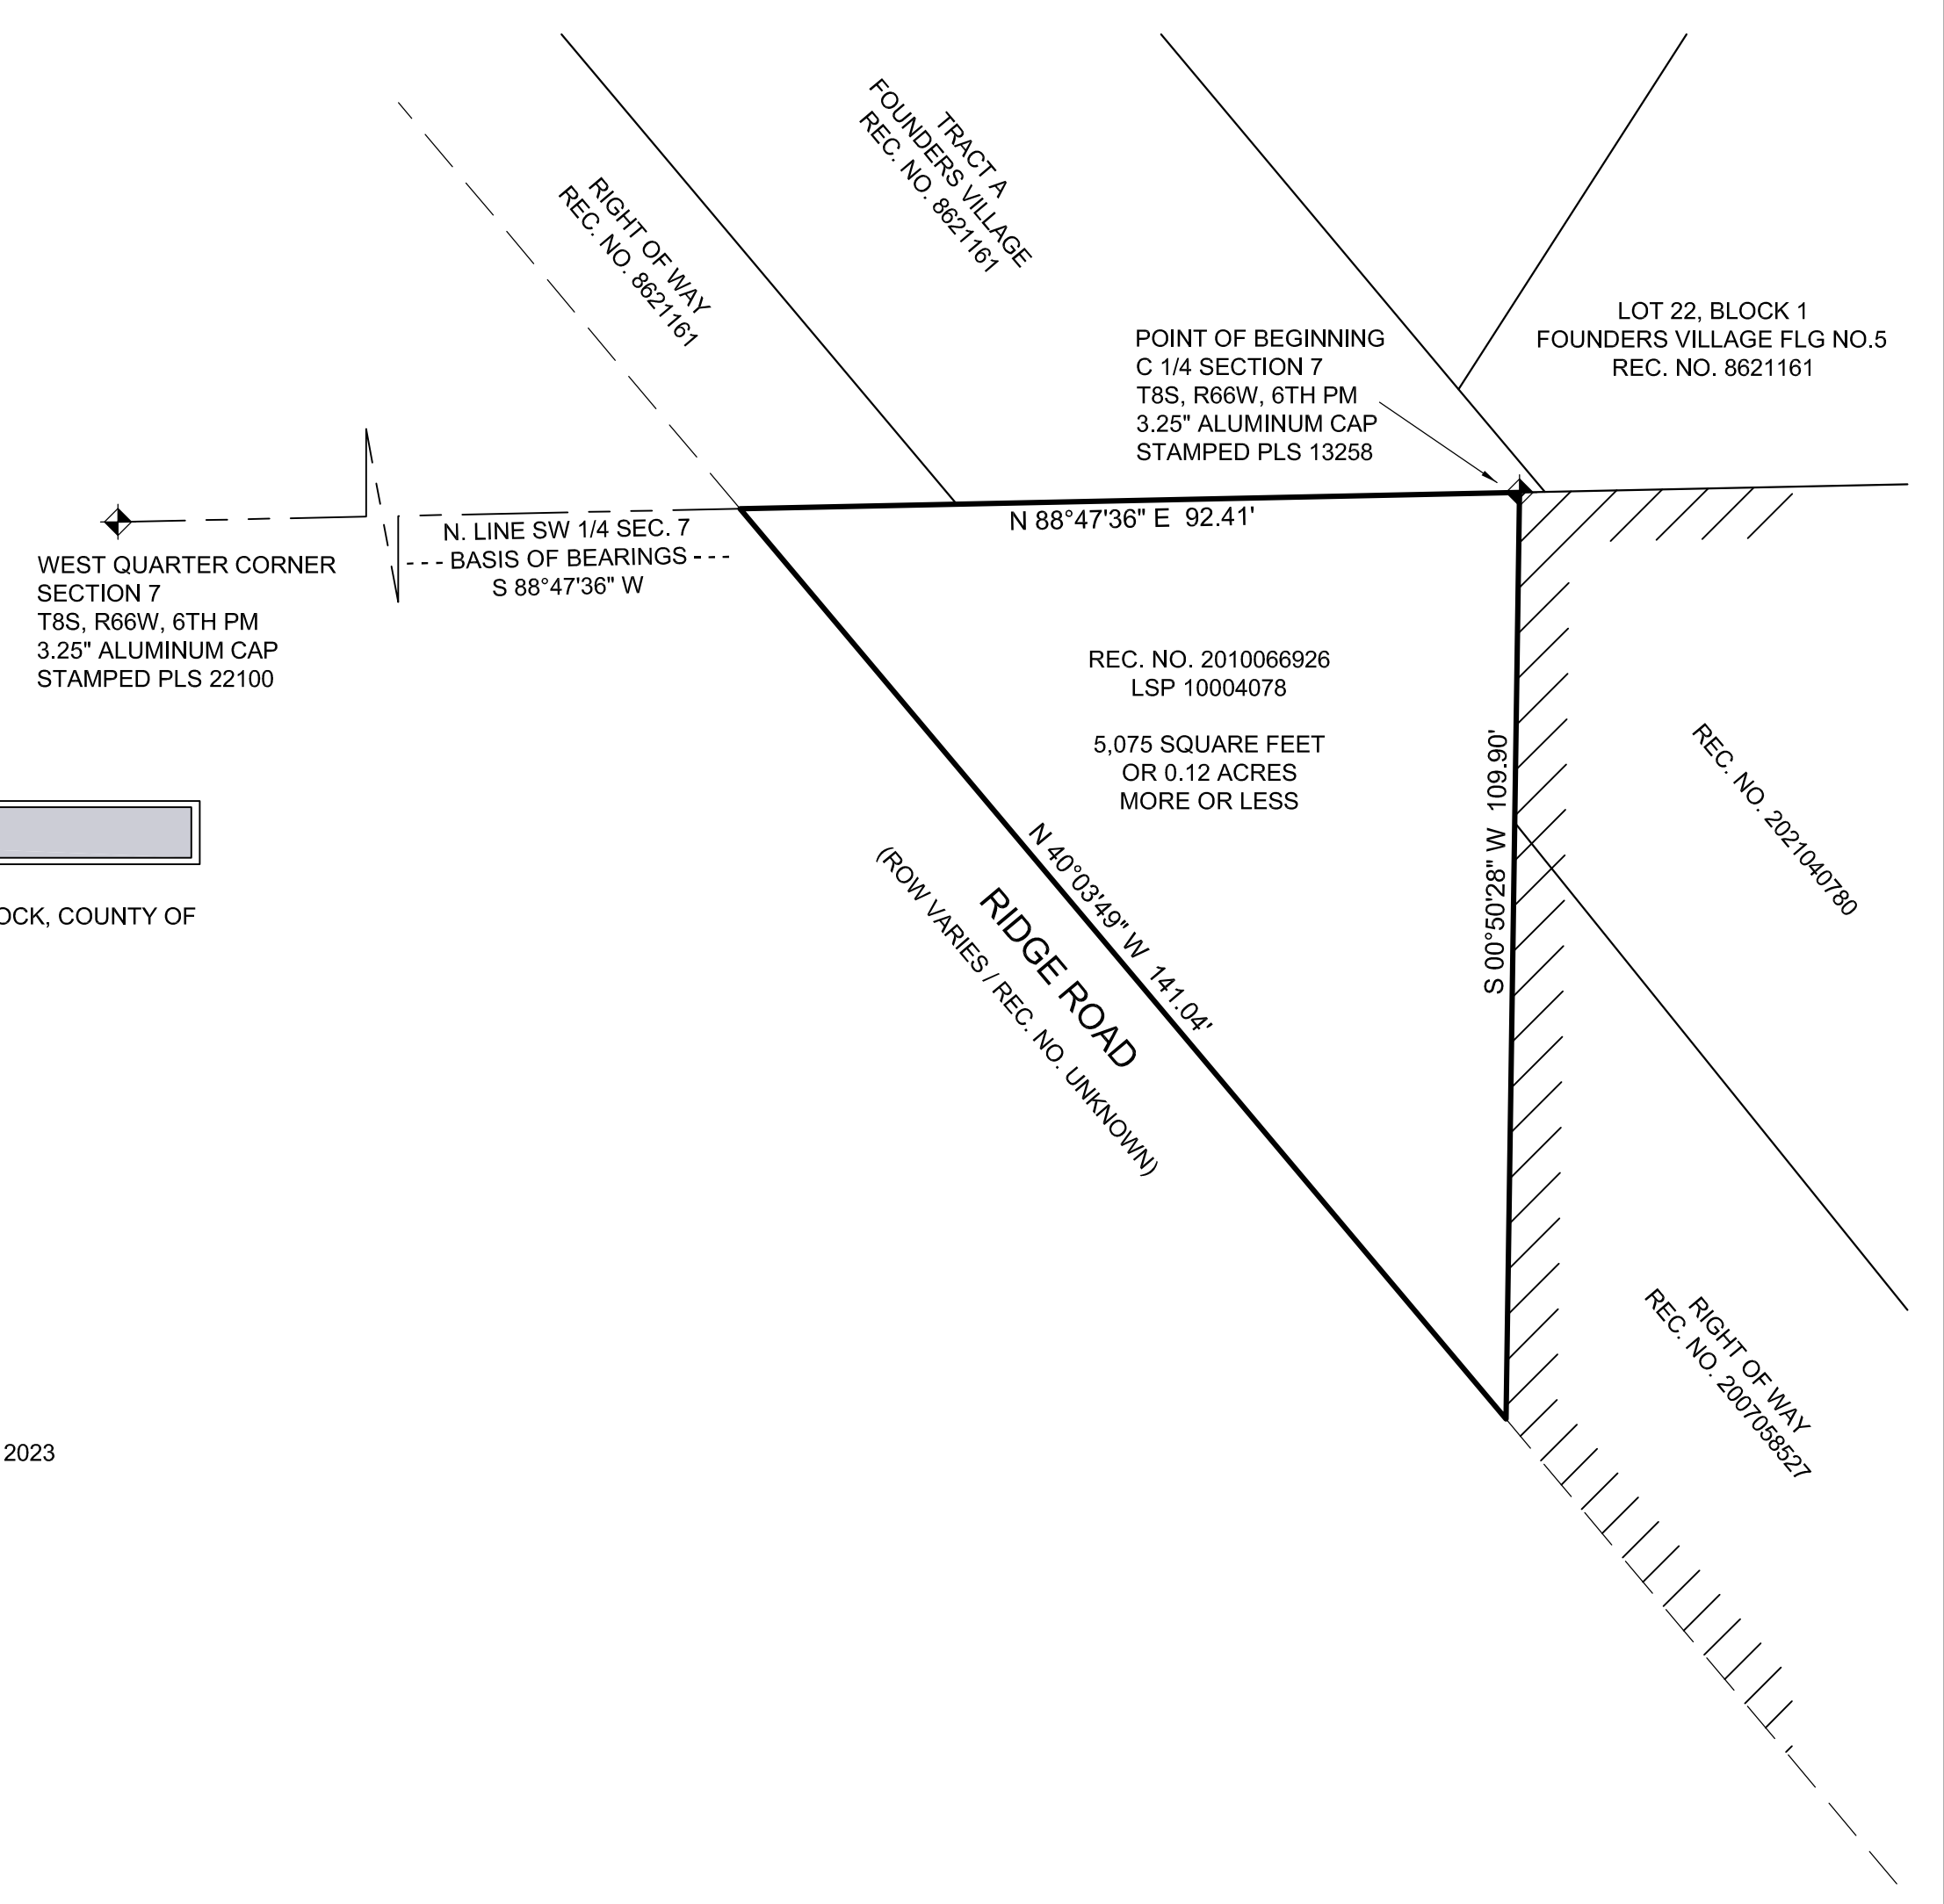 TRACT A
FOUNDERS VILLAGE
REC. NO. 8621161
RIGHT OF WAY
REC. NO. 8621161
LOT 22, BLOCK 1
FOUNDERS VILLAGE FLG NO.5
REC. NO. 8621161
POINT OF BEGINNING
C 1/4 SECTION 7
T8S, R66W, 6TH PM
3.25" ALUMINUM CAP
STAMPED PLS 13258
N. LINE SW 1/4 SEC. 7
- - - BASIS OF BEARINGS - - -
S 88°47'36" W
N 88°47'36" E 92.41'
WEST QUARTER CORNER
SECTION 7
T8S, R66W, 6TH PM
3.25" ALUMINUM CAP
STAMPED PLS 22100
REC. NO. 2010066926
LSP 10004078
5,075 SQUARE FEET
OR 0.12 ACRES
MORE OR LESS
S 00°50'28" W 109.90'
REC. NO. 2021040780
N 40°03'49" W 141.04'
RIDGE ROAD
(ROW VARIES / REC. NO. UNKNOWN)
OCK, COUNTY OF
RIGHT OF WAY
REC. NO. 2007058527
2023